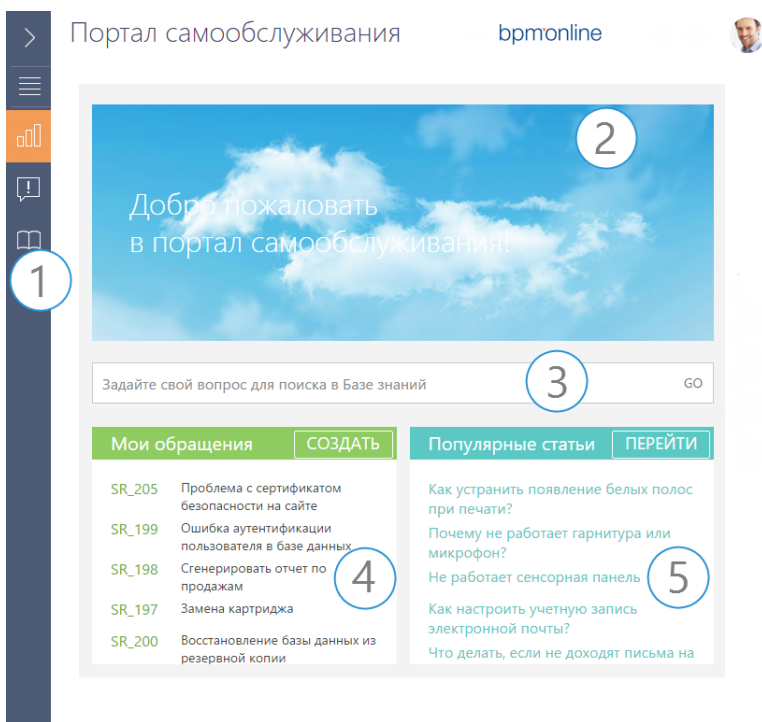 Портал самообслуживания
bpm'online
2
Добро пожаловать
в портал самообслуживания!
1
Задайте свой вопрос для поиска в Базе знаний
3
GO
Мои обращения
СОЗДАТЬ
SR_205 Проблема с сертификатом
безопасности на сайте
SR_199 Ошибка аутентификации
пользователя в базе данных
SR_198 Сгенерировать отчет по
продажам
4
SR_197 Замена картриджа
SR_200 Восстановление базы данных из
резервной копии
Популярные статьи
ПЕРЕЙТИ
Как устранить появление белых полос
при печати?
Почему не работает гарнитура или
микрофон?
Не работает сенсорная панель
5
Как настроить учетную запись
электронной почты?
Что делать, если не доходят письма на